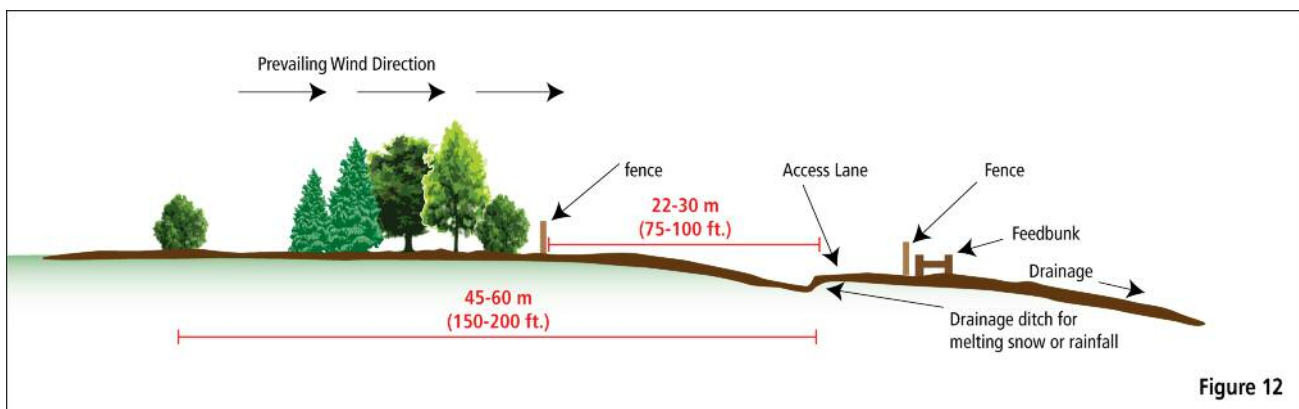 Prevailing Wind Direction
fence
22-30 m
(75-100 ft.)
Access Lane
Fence
Feedbunk
Drainage
45-60 m
(150-200 ft.)
Drainage ditch for
melting snow or rainfall
Figure 12